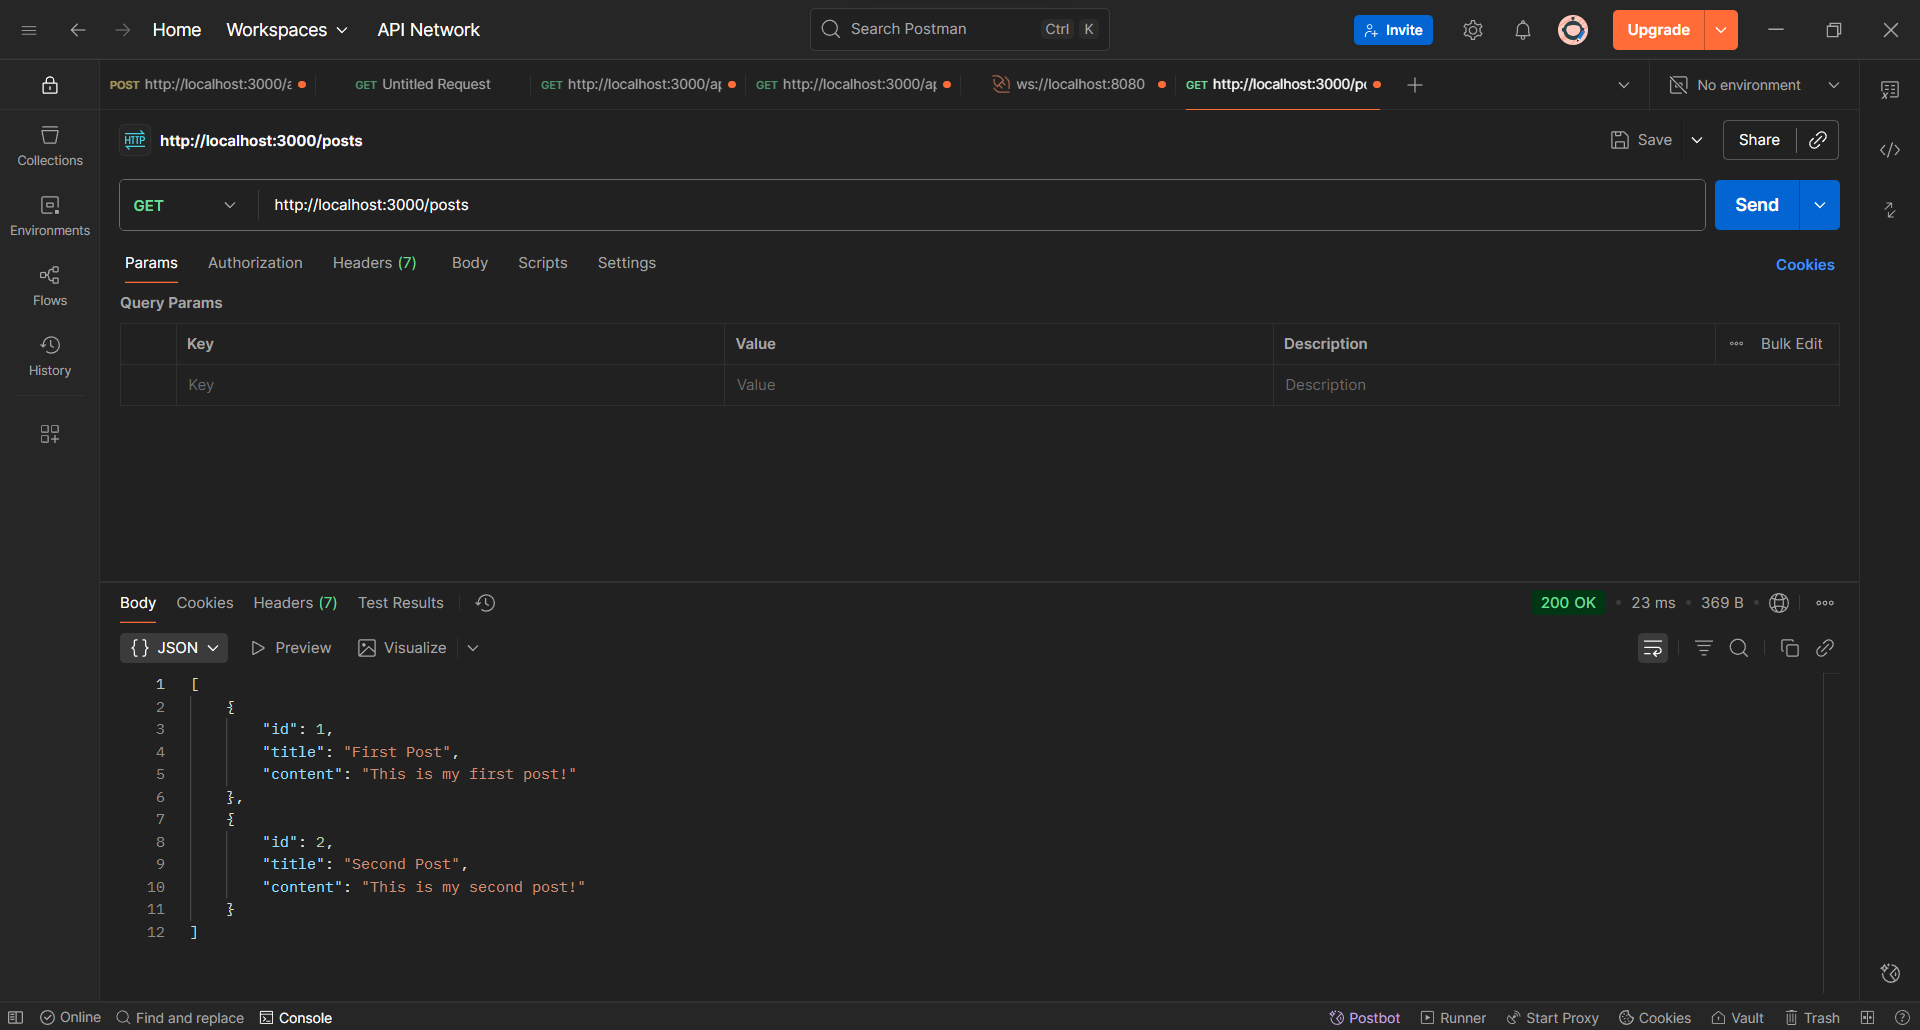 Home Workspaces API Network Search Postman Ctrl K Invite Upgrade
POST http://localhost:3000/a GET Untitled Request GET http://localhost:3000/ap GET http://localhost:3000/ap ws://localhost:8080 GET http://localhost:3000/po No environment
HTTP http://localhost:3000/posts Save Share
Collections
Environments
Flows
History
GET http://localhost:3000/posts Send
Params Authorization Headers (7) Body Scripts Settings Cookies
Query Params
Key Value Description Bulk Edit
Key Value Description
Body Cookies Headers (7) Test Results 200 OK 23 ms 369 B
{} JSON Preview Visualize
1 [
2 {
3 "id": 1,
4 "title": "First Post",
5 "content": "This is my first post!"
6 },
7 {
8 "id": 2,
9 "title": "Second Post",
10 "content": "This is my second post!"
11 }
12 ]
Online Find and replace Console Postbot Runner Start Proxy Cookies Vault Trash